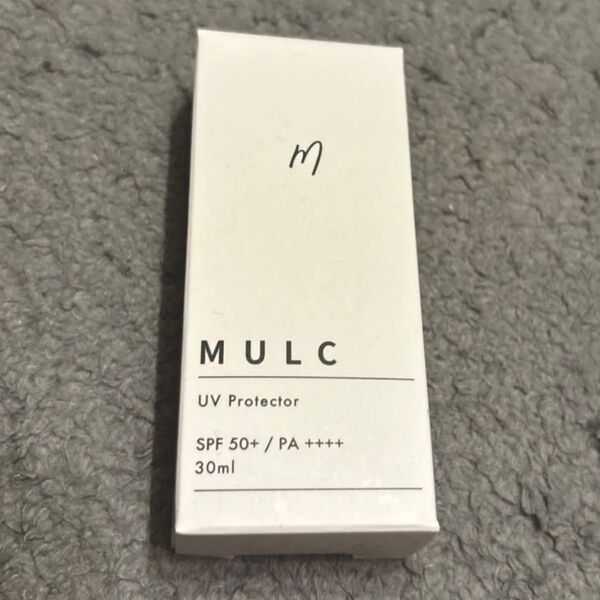 m
MULC
UV Protector
SPF 50+ / PA ++++
30ml